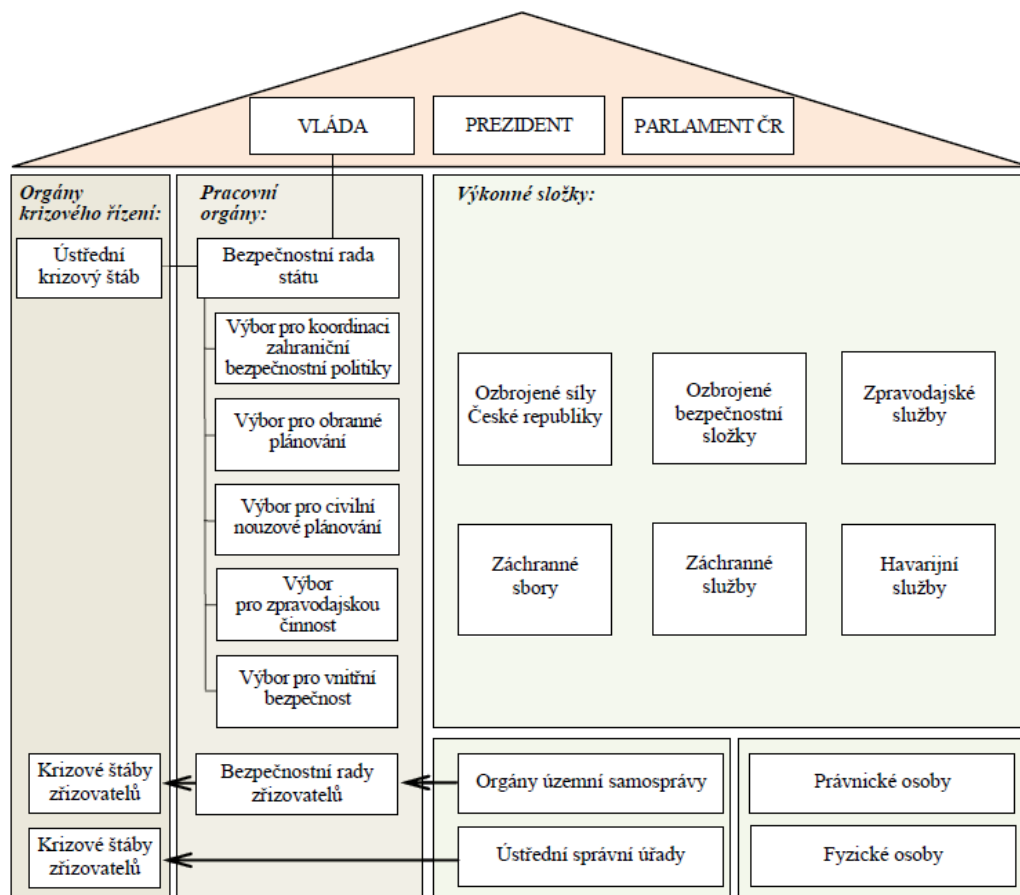 VLÁDA
PREZIDENT
PARLAMENT ČR
Orgány
krizového řízení:
Pracovní
orgány:
Výkonné složky:
Ústřední
krizový štáb
Bezpečnostní rada
státu
Výbor pro koordinaci
zahraniční
bezpečnostní politiky
Výbor pro obranné
plánování
Výbor pro civilní
nouzové plánování
Výbor
pro zpravodajskou
činnost
Výbor pro vnitřní
bezpečnost
Ozbrojené síly
České republiky
Ozbrojené
bezpečnostní
složky
Zpravodajské
služby
Záchranné
sbory
Záchranné
služby
Havarijní
služby
Krizové štáby
zřizovatelů
Bezpečnostní rady
zřizovatelů
Orgány územní samosprávy
Právnické osoby
Krizové štáby
zřizovatelů
Ústřední správní úřady
Fyzické osoby